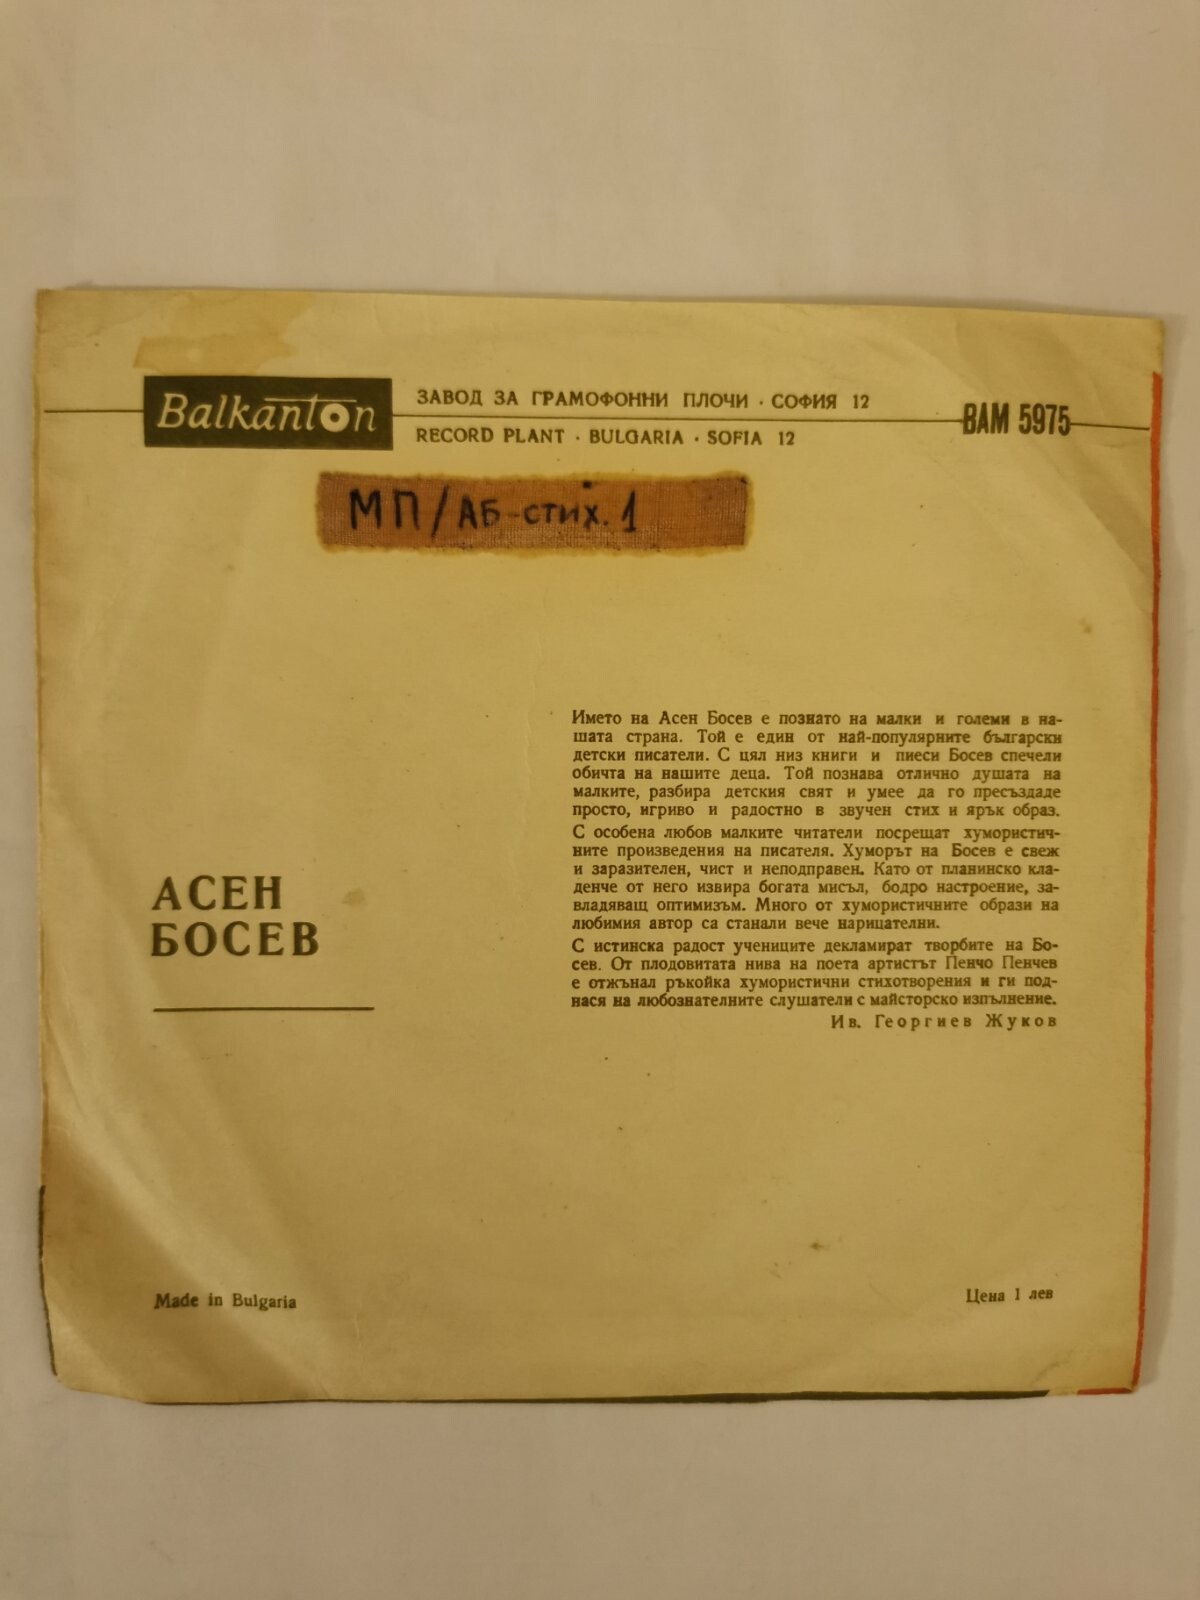 Balkanton
ЗАВОД ЗА ГРАМОФОННИ ПЛОЧИ · СОФИЯ 12
RECORD PLANT · BULGARIA · SOFIA 12
ВАМ 5975
МП/АБ-стих. 1
Името на Асен Босев е познато на малки и големи в на-
шата страна. Той е един от най-популярните български
детски писатели. С цял низ книги и пиеси Босев спечели
обичта на нашите деца. Той познава отлично душата на
малките, разбира детския свят и умее да го пресъздаде
просто, игриво и радостно в звучен стих и ярък образ.
С особена любов малките читатели посрещат хумористич-
ните произведения на писателя. Хуморът на Босев е свеж
и заразителен, чист и неподправен. Като от планинско кла-
денче от него извира богата мисъл, бодро настроение, за-
владяващ оптимизъм. Много от хумористичните образи на
любимия автор са станали вече нарицателни.
С истинска радост учениците декламират творбите на Бо-
сев. От плодовитата нива на поета артистът Пенчо Пенчев
е отжънал ръкойка хумористични стихотворения и ги под-
нася на любознателните слушатели с майсторско изпълнение.
Ив. Георгиев Жуков
АСЕН
БОСЕВ
Made in Bulgaria
Цена 1 лев